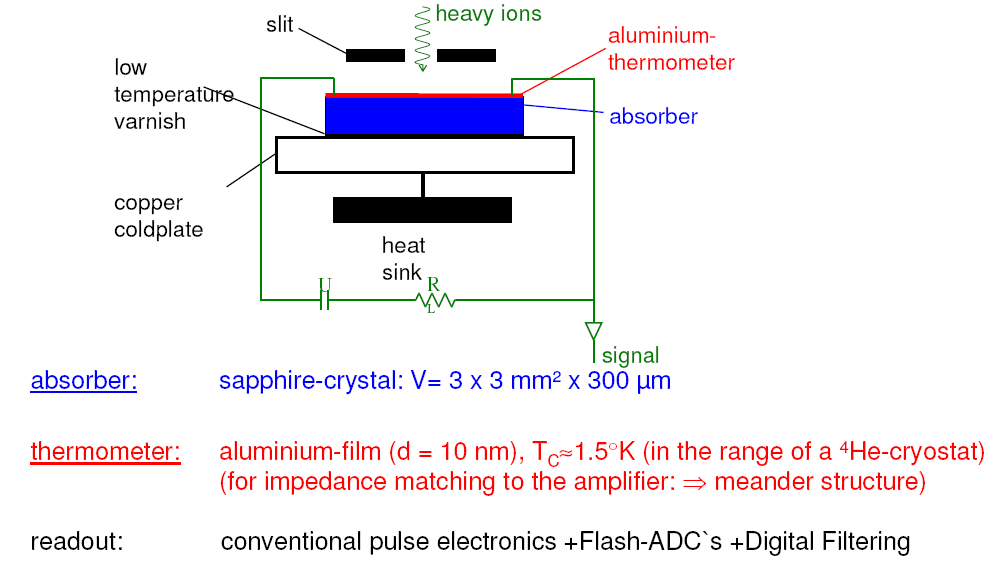 slit
heavy ions
aluminium-
thermometer
low
temperature
varnish
absorber
copper
coldplate
heat
sink
U
R
L
signal
absorber: sapphire-crystal: V= 3 x 3 mm² x 300 µm
thermometer: aluminium-film (d = 10 nm), TC≈1.5°K (in the range of a ⁴He-cryostat)
(for impedance matching to the amplifier: ⇒ meander structure)
readout: conventional pulse electronics +Flash-ADC`s +Digital Filtering